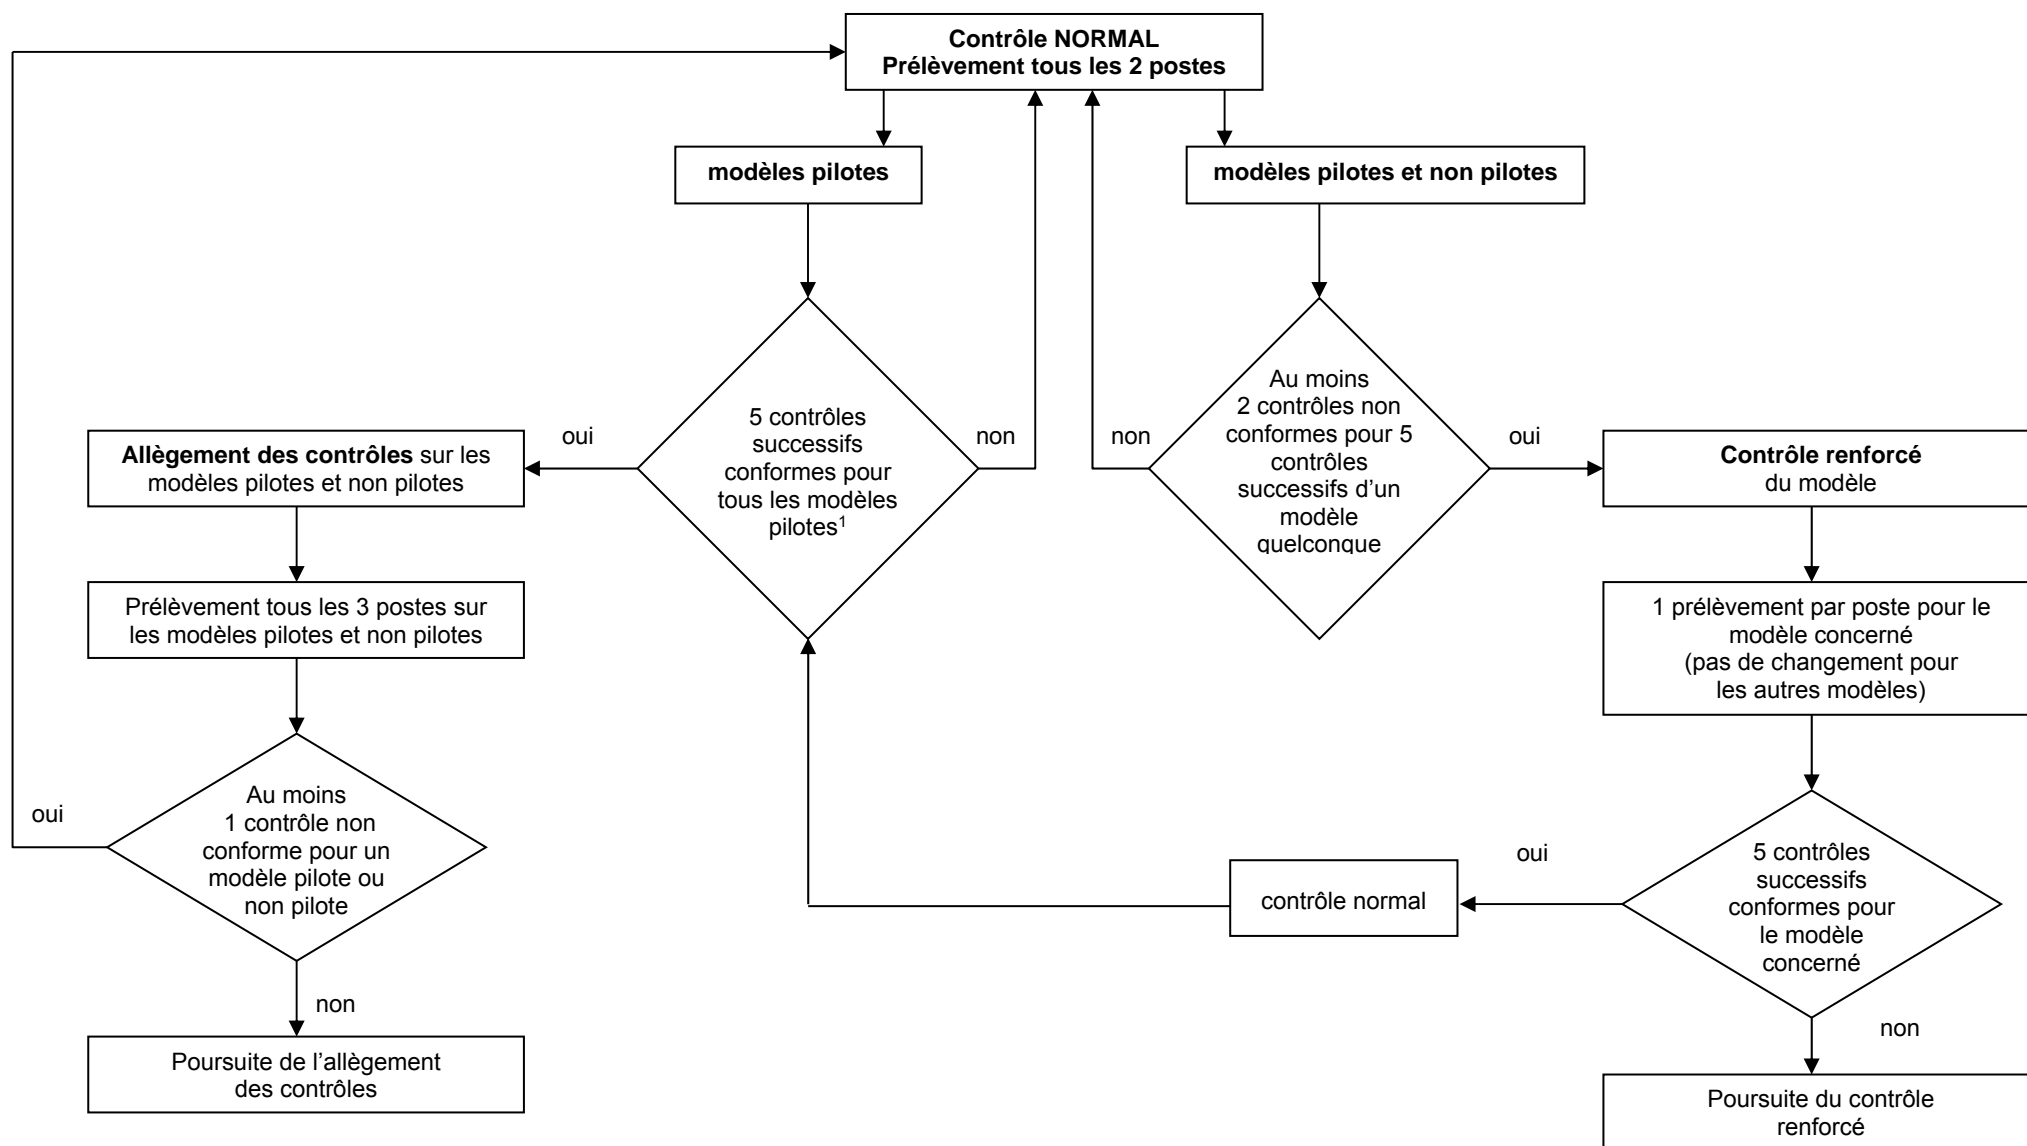 Contrôle NORMAL
Prélèvement tous les 2 postes
modèles pilotes
modèles pilotes et non pilotes
5 contrôles
successifs
conformes pour
tous les modèles
pilotes¹
oui
non
Au moins
2 contrôles non
conformes pour 5
contrôles
successifs d’un
modèle
quelconque
non
oui
Allègement des contrôles sur les
modèles pilotes et non pilotes
Prélèvement tous les 3 postes sur
les modèles pilotes et non pilotes
Au moins
1 contrôle non
conforme pour un
modèle pilote ou
non pilote
oui
non
Poursuite de l’allègement
des contrôles
Contrôle renforcé
du modèle
1 prélèvement par poste pour le
modèle concerné
(pas de changement pour
les autres modèles)
5 contrôles
successifs
conformes pour
le modèle
concerné
oui
contrôle normal
non
Poursuite du contrôle
renforcé